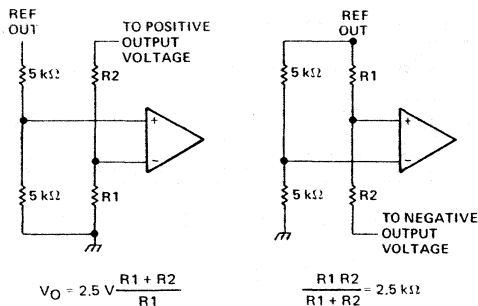 REF
OUT
TO POSITIVE
OUTPUT
VOLTAGE
5 kΩ
R2
+
−
5 kΩ
R1
V_O = 2.5 V (R1 + R2)/R1
REF
OUT
5 kΩ
R1
+
−
5 kΩ
R2
TO NEGATIVE
OUTPUT
VOLTAGE
(R1 R2)/(R1 + R2) = 2.5 kΩ